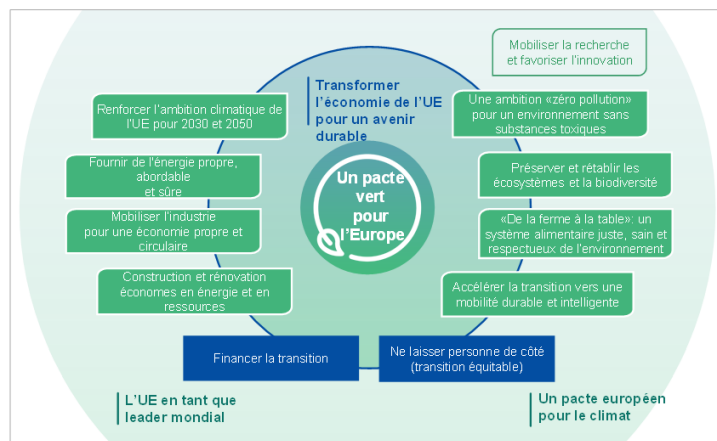 Mobiliser la recherche
et favoriser l'innovation
Transformer
l'économie de l'UE
pour un avenir
durable
Renforcer l'ambition climatique de
l'UE pour 2030 et 2050
Une ambition «zéro pollution»
pour un environnement sans
substances toxiques
Fournir de l'énergie propre,
abordable
et sûre
Préserver et rétablir les
écosystèmes et la biodiversité
Un pacte
vert
pour
l'Europe
Mobiliser l'industrie
pour une économie propre et
circulaire
«De la ferme à la table»: un
système alimentaire juste, sain et
respectueux de l'environnement
Construction et rénovation
économes en énergie et en
ressources
Accélérer la transition vers une
mobilité durable et intelligente
Financer la transition
Ne laisser personne de côté
(transition équitable)
L'UE en tant que
leader mondial
Un pacte européen
pour le climat